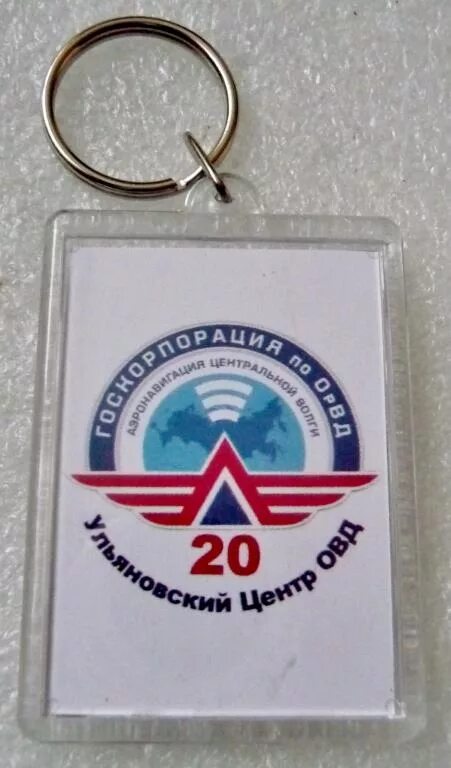 ГОСКОРПОРАЦИЯ по ОрВД
АЭРОНАВИГАЦИЯ ЦЕНТРАЛЬНОЙ ВОЛГИ
20
Ульяновский Центр ОВД